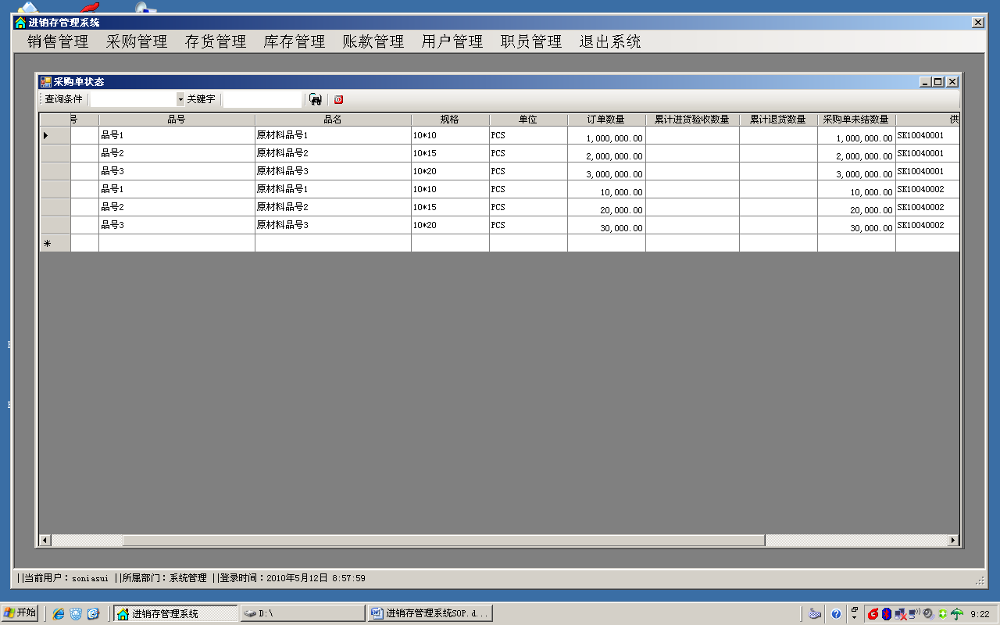 进销存管理系统
销售管理 采购管理 存货管理 库存管理 账款管理 用户管理 职员管理 退出系统
采购单状态
查询条件 关键字
号 品号 品名 规格 单位 订单数量 累计进货验收数量 累计退货数量 采购单未结数量 供
品号1 原材料品号1 10*10 PCS 1,000,000.00 1,000,000.00 SK10040001
品号2 原材料品号2 10*15 PCS 2,000,000.00 2,000,000.00 SK10040001
品号3 原材料品号3 10*20 PCS 3,000,000.00 3,000,000.00 SK10040001
品号1 原材料品号1 10*10 PCS 10,000.00 10,000.00 SK10040002
品号2 原材料品号2 10*15 PCS 20,000.00 20,000.00 SK10040002
品号3 原材料品号3 10*20 PCS 30,000.00 30,000.00 SK10040002
||当前用户：soniasui ||所属部门：系统管理 ||登录时间：2010年5月12日 8:57:59
开始 进销存管理系统 D:\ 进销存管理系统SOP.d... 9:22